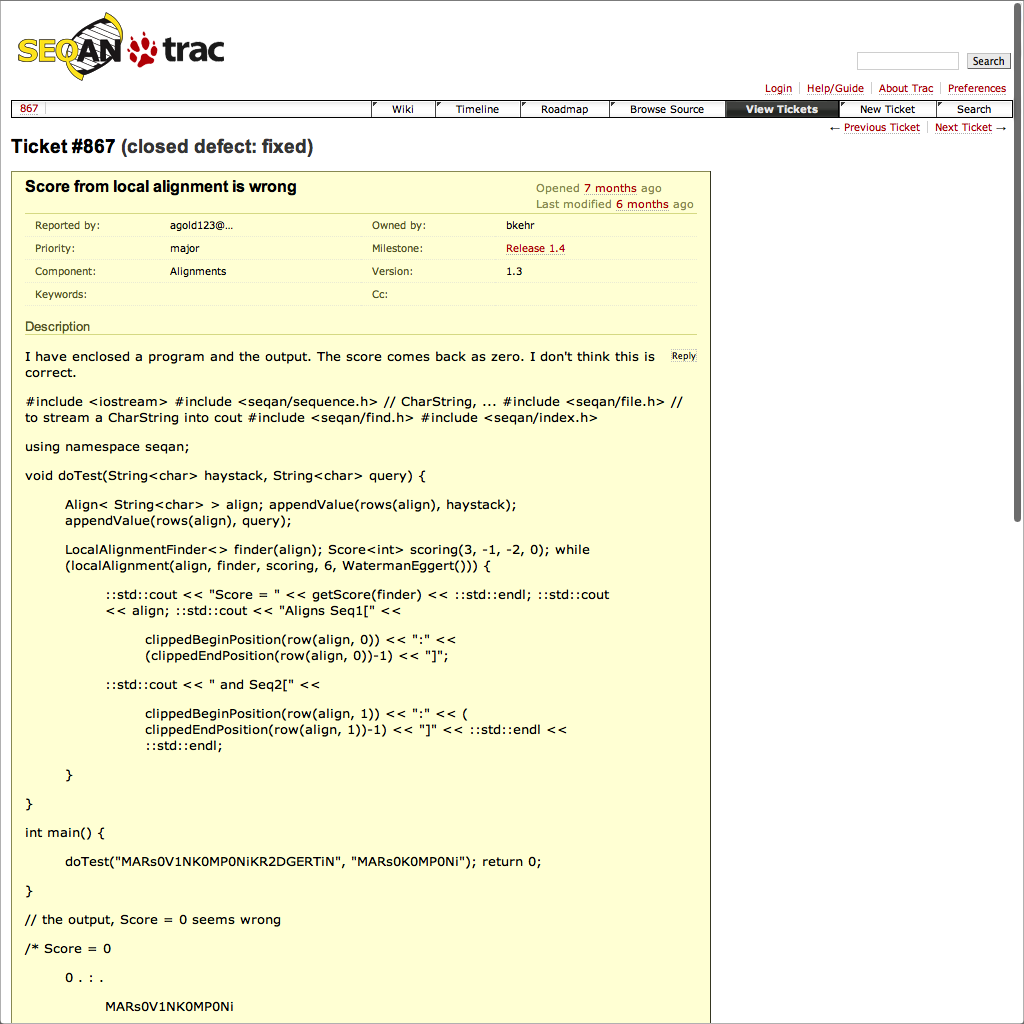 SEQAN trac
Search
Login Help/Guide About Trac Preferences
867 Wiki Timeline Roadmap Browse Source View Tickets New Ticket Search
← Previous Ticket Next Ticket →
Ticket #867 (closed defect: fixed)
Score from local alignment is wrong
Opened 7 months ago
Last modified 6 months ago
Reported by: agold123@... Owned by: bkehr
Priority: major Milestone: Release 1.4
Component: Alignments Version: 1.3
Keywords: Cc:
Description
I have enclosed a program and the output. The score comes back as zero. I don't think this is Reply
correct.
#include <iostream> #include <seqan/sequence.h> // CharString, ... #include <seqan/file.h> //
to stream a CharString into cout #include <seqan/find.h> #include <seqan/index.h>
using namespace seqan;
void doTest(String<char> haystack, String<char> query) {
Align< String<char> > align; appendValue(rows(align), haystack);
appendValue(rows(align), query);
LocalAlignmentFinder<> finder(align); Score<int> scoring(3, -1, -2, 0); while
(localAlignment(align, finder, scoring, 6, WatermanEggert())) {
::std::cout << "Score = " << getScore(finder) << ::std::endl; ::std::cout
<< align; ::std::cout << "Aligns Seq1[" <<
clippedBeginPosition(row(align, 0)) << ":" <<
(clippedEndPosition(row(align, 0))-1) << "]";
::std::cout << " and Seq2[" <<
clippedBeginPosition(row(align, 1)) << ":" << (
clippedEndPosition(row(align, 1))-1) << "]" << ::std::endl <<
::std::endl;
}
}
int main() {
doTest("MARs0V1NK0MP0NiKR2DGERTiN", "MARs0K0MP0Ni"); return 0;
}
// the output, Score = 0 seems wrong
/* Score = 0
0 . : .
MARs0V1NK0MP0Ni